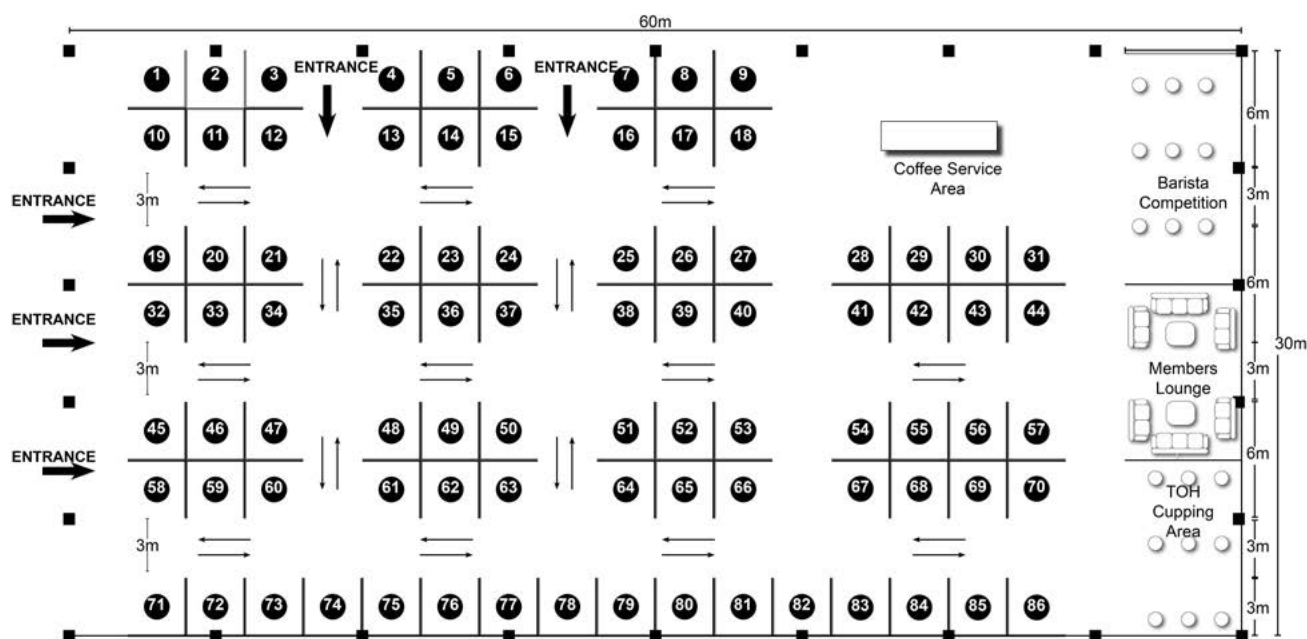 60m
1 2 3 ENTRANCE 4 5 6 ENTRANCE 7 8 9
10 11 12 13 14 15 16 17 18
6m
Coffee Service
Area
Barista
Competition
3m
ENTRANCE
3m
19 20 21 22 23 24 25 26 27 28 29 30 31
6m
32 33 34 35 36 37 38 39 40 41 42 43 44
ENTRANCE
30m
Members
Lounge
3m
3m
45 46 47 48 49 50 51 52 53 54 55 56 57
ENTRANCE
6m
58 59 60 61 62 63 64 65 66 67 68 69 70
TOH
Cupping
Area
3m
3m
71 72 73 74 75 76 77 78 79 80 81 82 83 84 85 86
3m